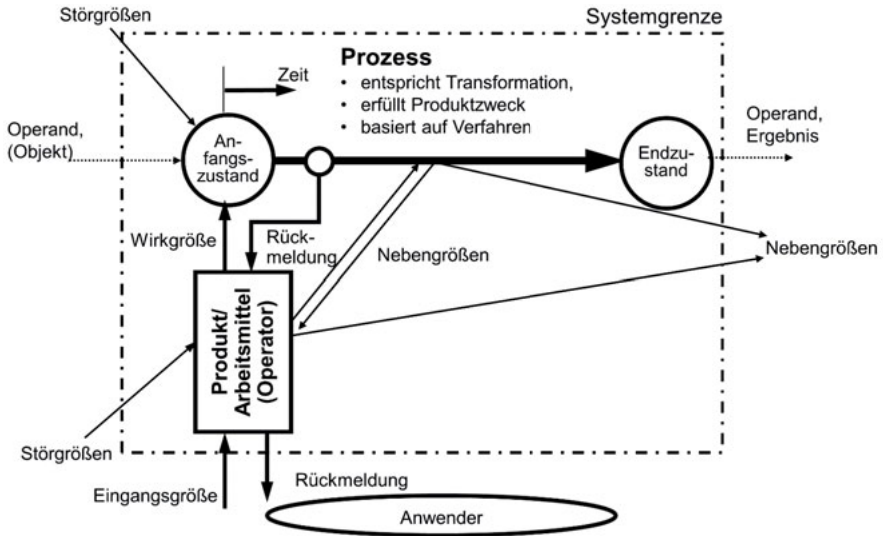 Störgrößen
Systemgrenze
Prozess
• entspricht Transformation,
• erfüllt Produktzweck
• basiert auf Verfahren
Zeit
Operand,
(Objekt)
An-
fangs-
zustand
Endzu-
stand
Operand,
Ergebnis
Wirkgröße
Rück-
meldung
Nebengrößen
Nebengrößen
Produkt/
Arbeitsmittel
(Operator)
Störgrößen
Eingangsgröße
Rückmeldung
Anwender